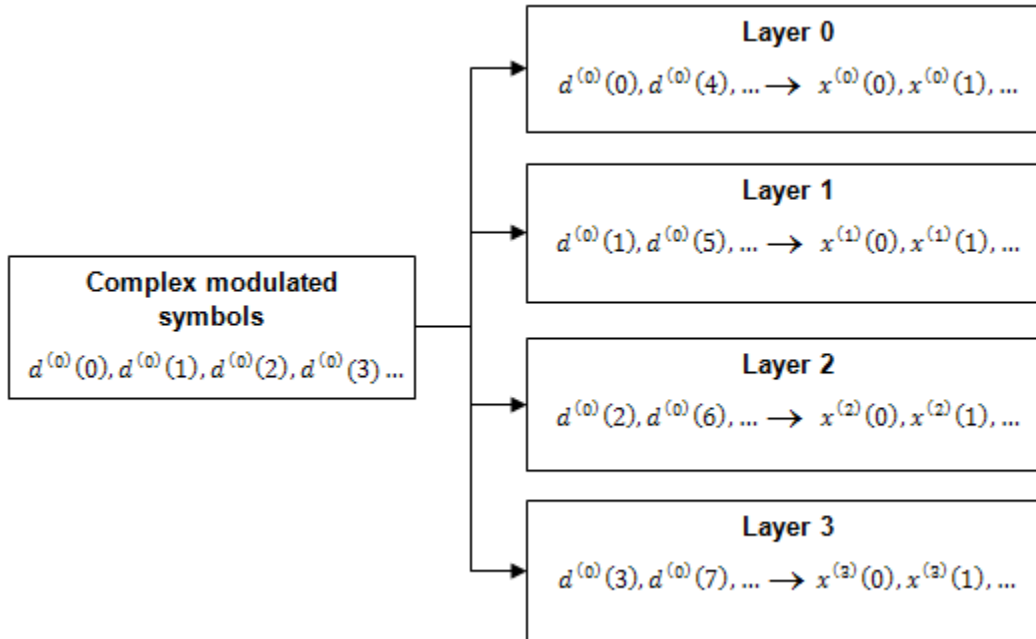 Complex modulated
symbols
d⁽⁰⁾(0), d⁽⁰⁾(1), d⁽⁰⁾(2), d⁽⁰⁾(3) ...
Layer 0
d⁽⁰⁾(0), d⁽⁰⁾(4), ... → x⁽⁰⁾(0), x⁽⁰⁾(1), ...
Layer 1
d⁽⁰⁾(1), d⁽⁰⁾(5), ... → x⁽¹⁾(0), x⁽¹⁾(1), ...
Layer 2
d⁽⁰⁾(2), d⁽⁰⁾(6), ... → x⁽²⁾(0), x⁽²⁾(1), ...
Layer 3
d⁽⁰⁾(3), d⁽⁰⁾(7), ... → x⁽³⁾(0), x⁽³⁾(1), ...